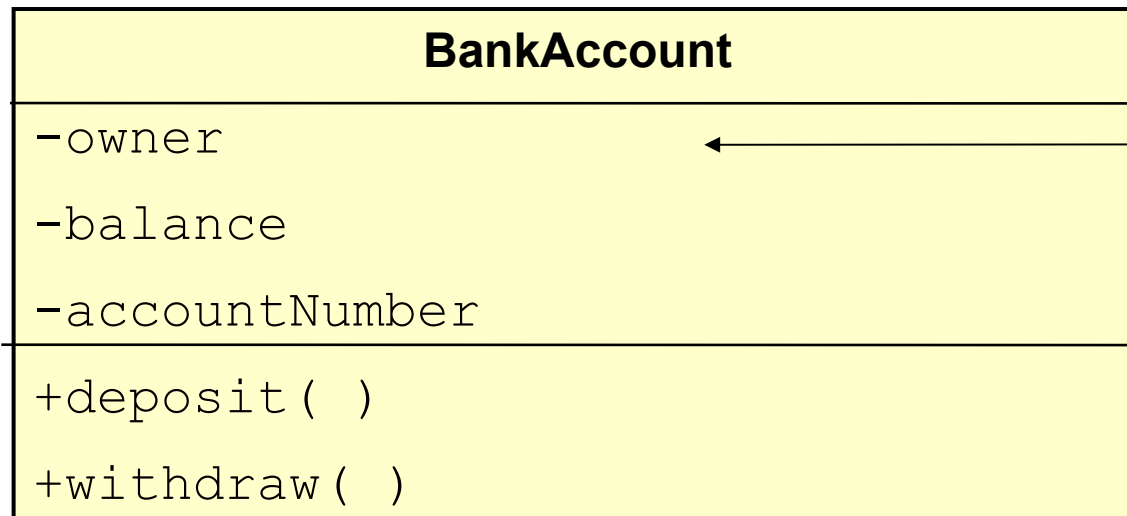 BankAccount
-owner
-balance
-accountNumber
+deposit( )
+withdraw( )